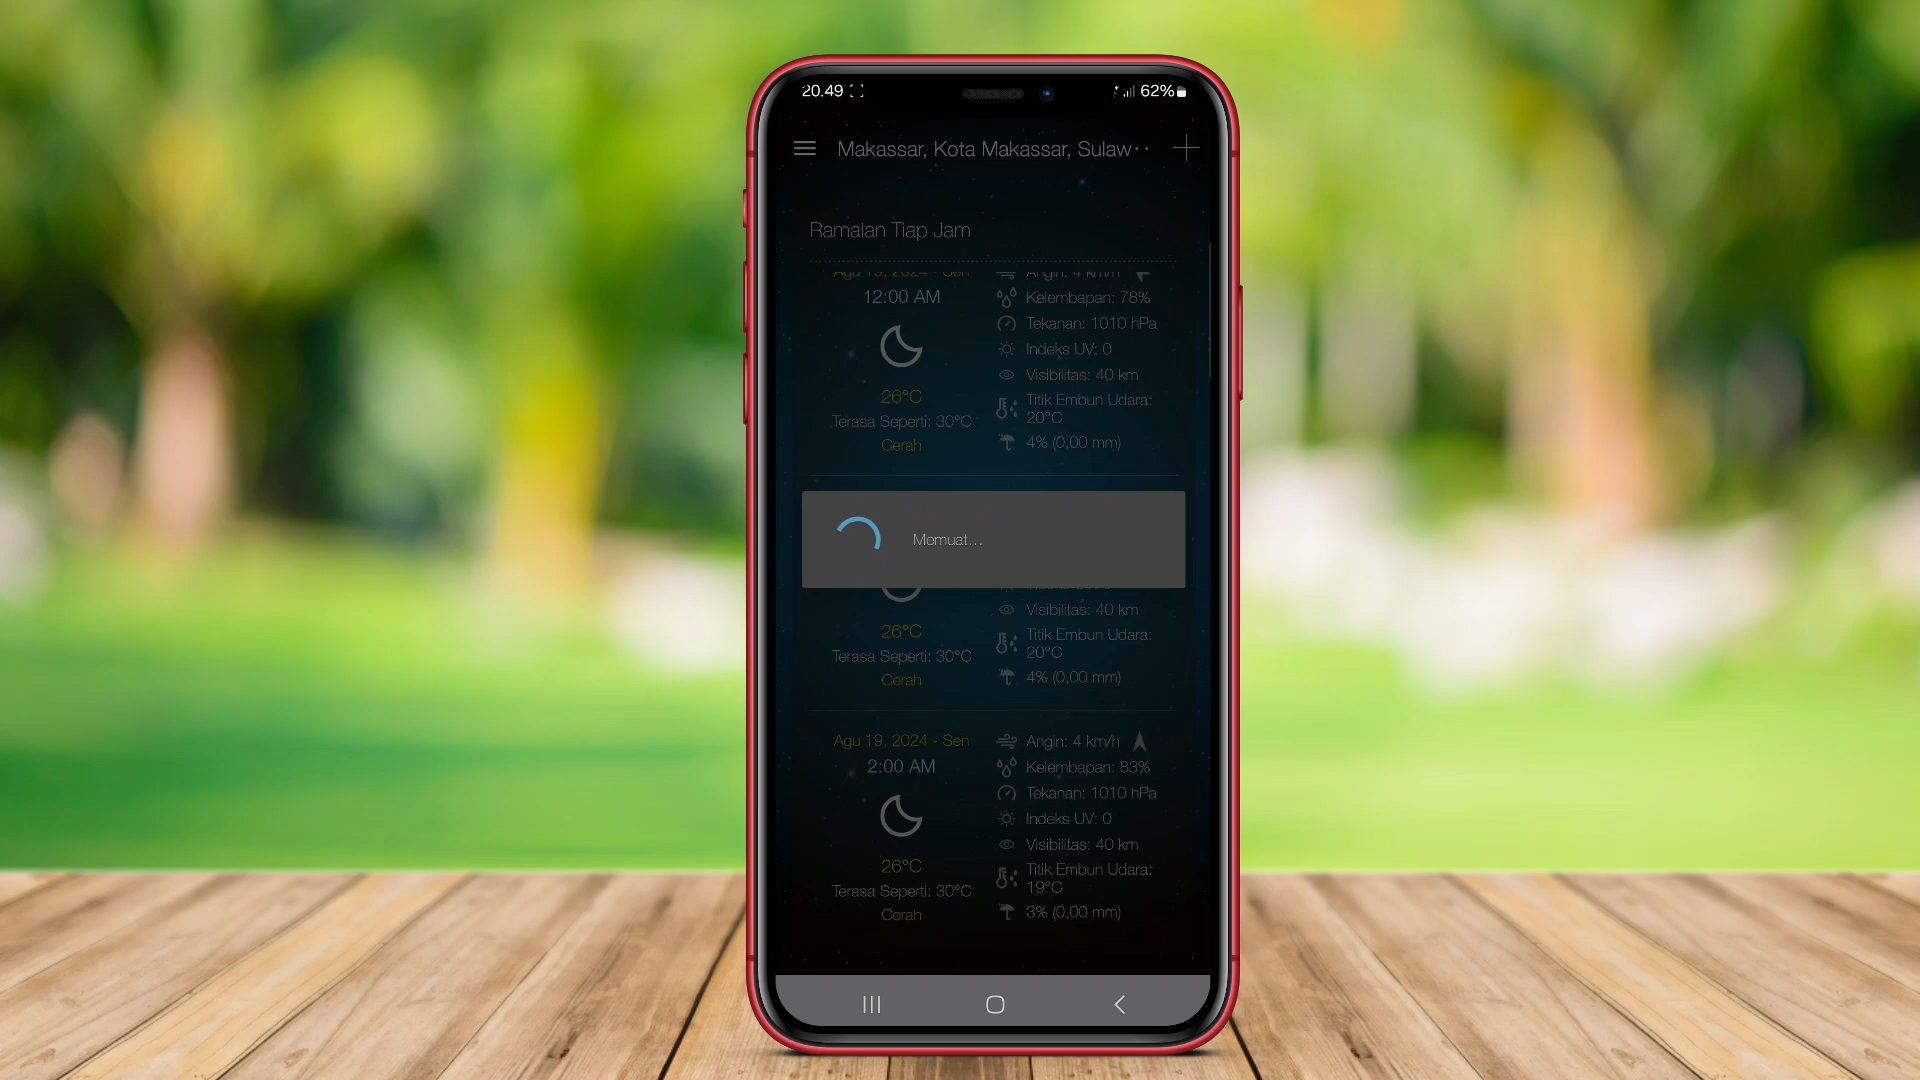 20.49
62%
Makassar, Kota Makassar, Sulaw··
Ramalan Tiap Jam
Agu 19, 2024 - Sen
12:00 AM
26°C
Terasa Seperti: 30°C
Cerah
Angin: 4 km/h
Kelembapan: 78%
Tekanan: 1010 hPa
Indeks UV: 0
Visibilitas: 40 km
Titik Embun Udara:
20°C
4% (0,00 mm)
Memuat...
26°C
Terasa Seperti: 30°C
Cerah
Visibilitas: 40 km
Titik Embun Udara:
20°C
4% (0,00 mm)
Agu 19, 2024 - Sen
2:00 AM
26°C
Terasa Seperti: 30°C
Cerah
Angin: 4 km/h
Kelembapan: 83%
Tekanan: 1010 hPa
Indeks UV: 0
Visibilitas: 40 km
Titik Embun Udara:
19°C
3% (0,00 mm)